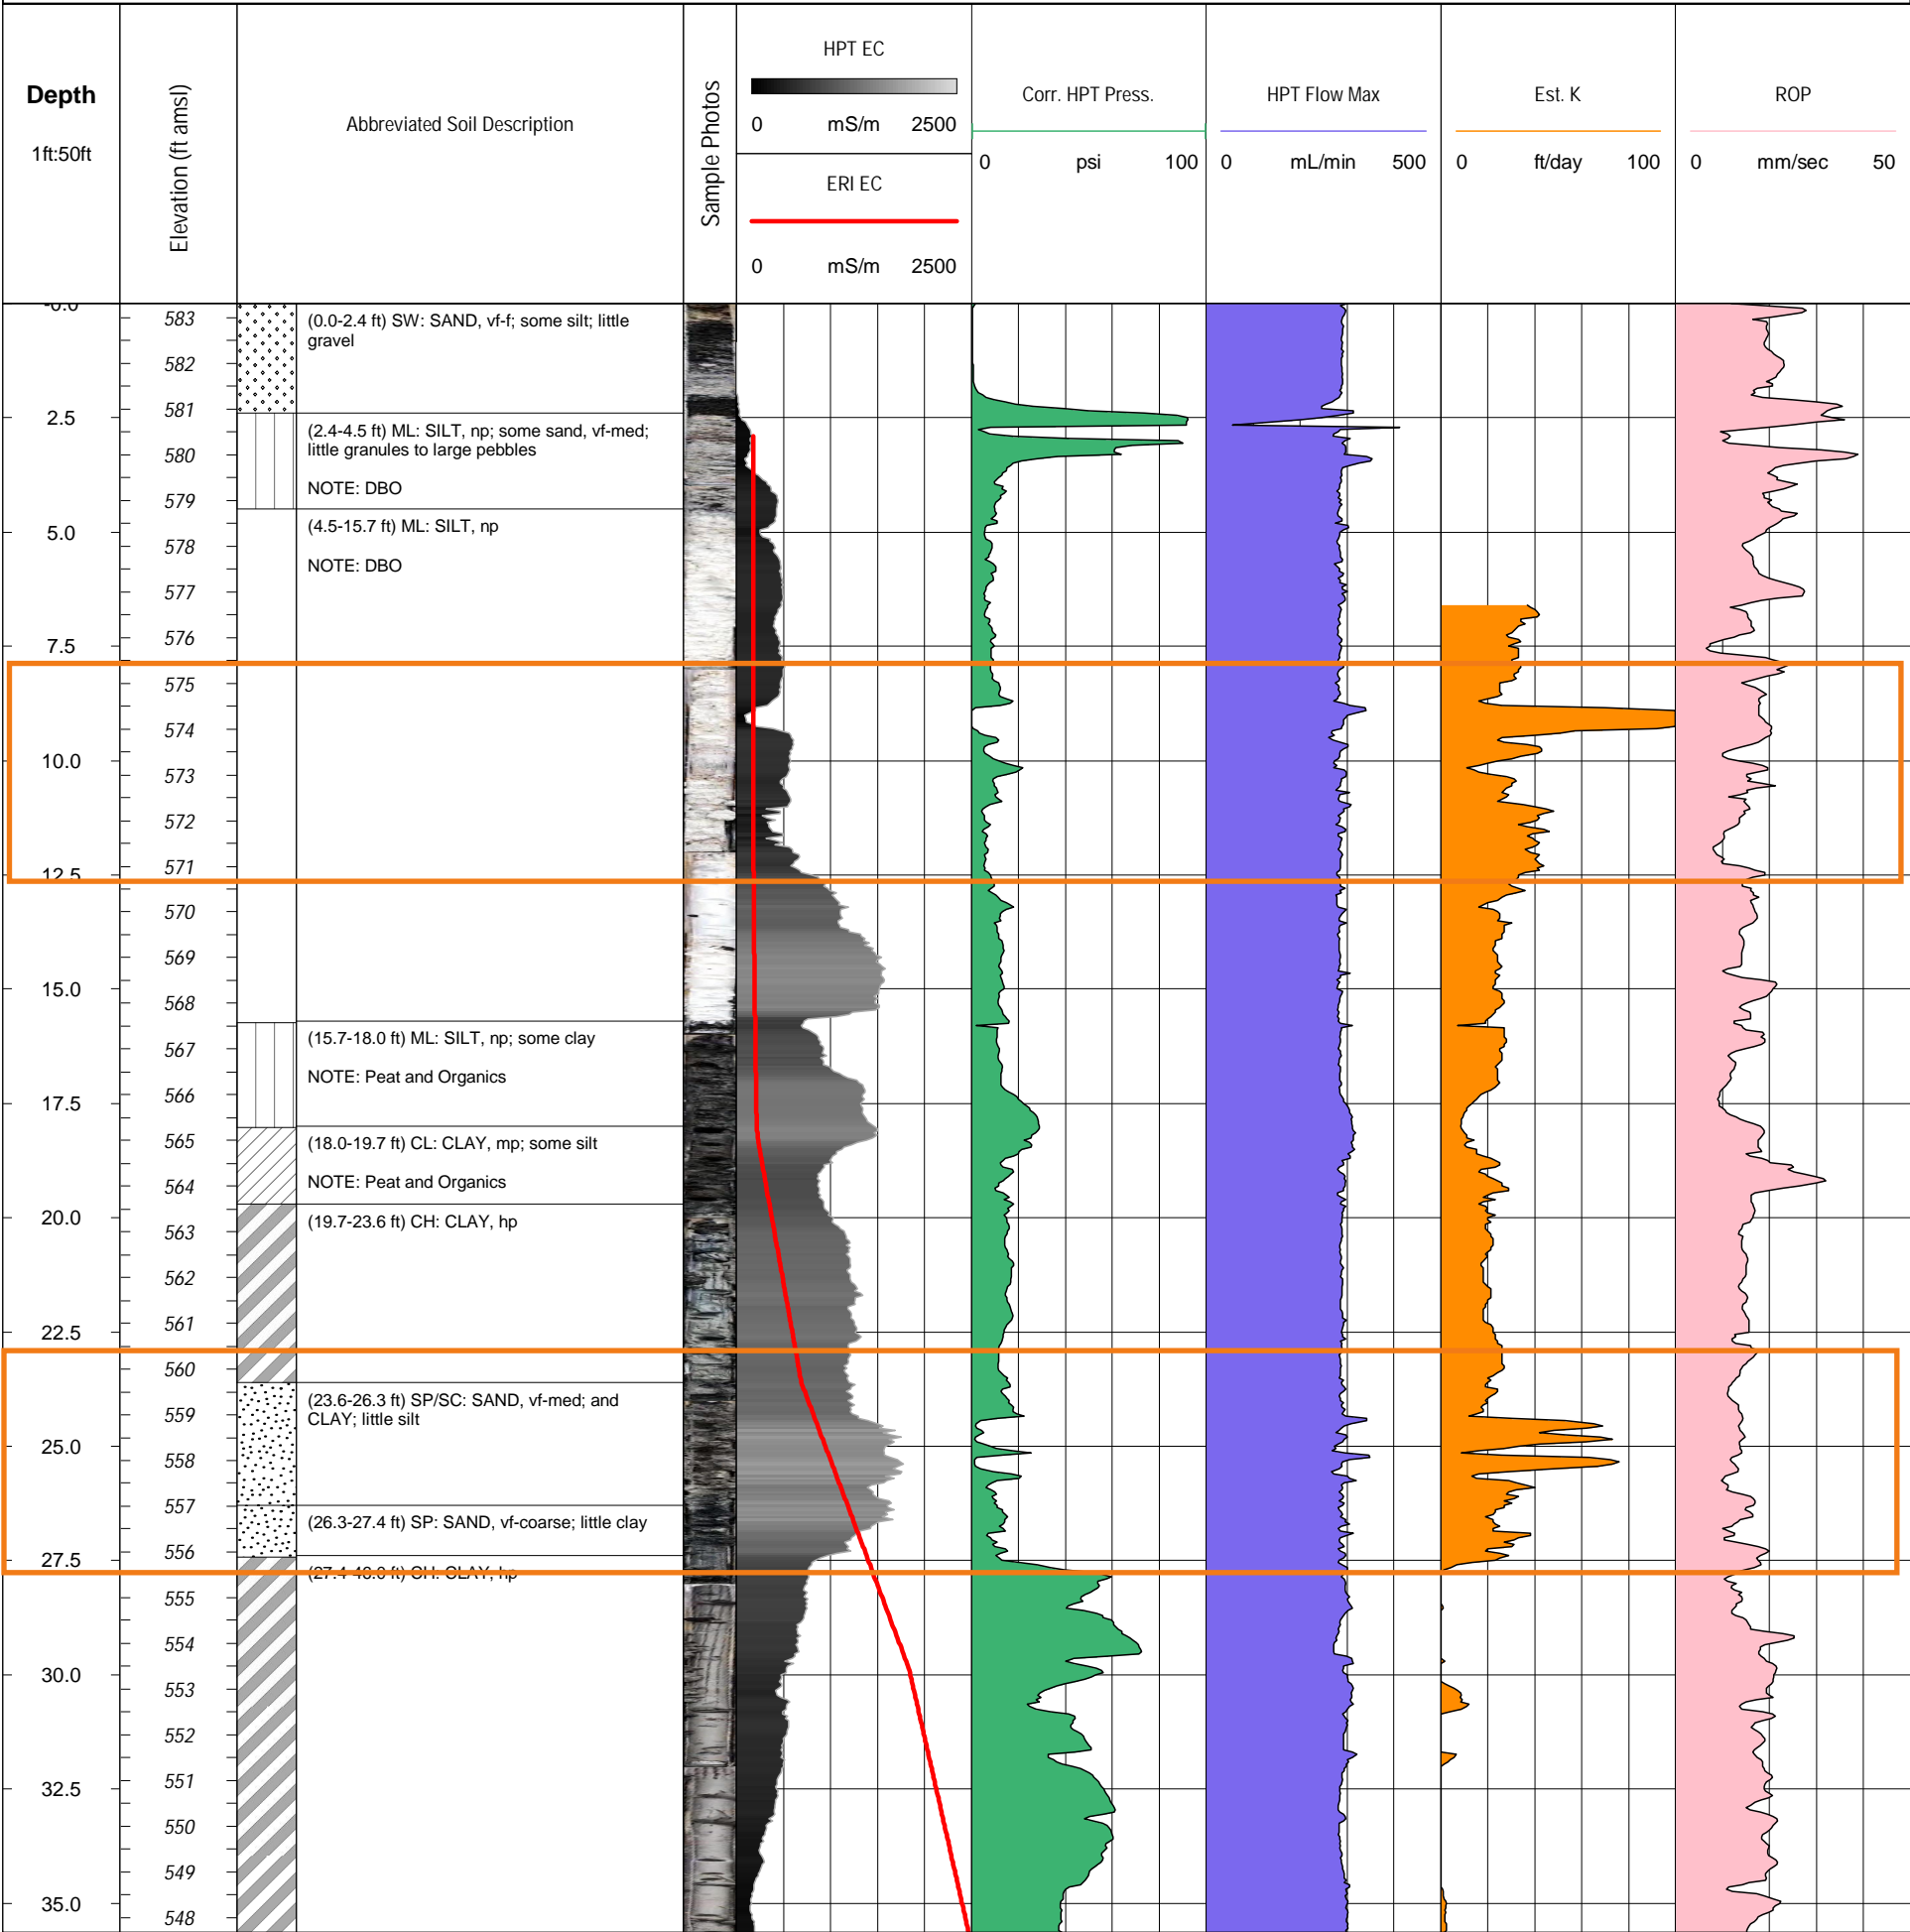 Depth
1ft:50ft
Elevation (ft amsl)
Abbreviated Soil Description
Sample Photos
HPT EC
0 mS/m 2500
ERI EC
0 mS/m 2500
Corr. HPT Press.
0 psi 100
HPT Flow Max
0 mL/min 500
Est. K
0 ft/day 100
ROP
0 mm/sec 50
-0.0
2.5
5.0
7.5
10.0
12.5
15.0
17.5
20.0
22.5
25.0
27.5
30.0
32.5
35.0
583
582
581
580
579
578
577
576
575
574
573
572
571
570
569
568
567
566
565
564
563
562
561
560
559
558
557
556
555
554
553
552
551
550
549
548
(0.0-2.4 ft) SW: SAND, vf-f; some silt; little
gravel
(2.4-4.5 ft) ML: SILT, np; some sand, vf-med;
little granules to large pebbles
NOTE: DBO
(4.5-15.7 ft) ML: SILT, np
NOTE: DBO
(15.7-18.0 ft) ML: SILT, np; some clay
NOTE: Peat and Organics
(18.0-19.7 ft) CL: CLAY, mp; some silt
NOTE: Peat and Organics
(19.7-23.6 ft) CH: CLAY, hp
(23.6-26.3 ft) SP/SC: SAND, vf-med; and
CLAY; little silt
(26.3-27.4 ft) SP: SAND, vf-coarse; little clay
ft) CH: CLAY, hp